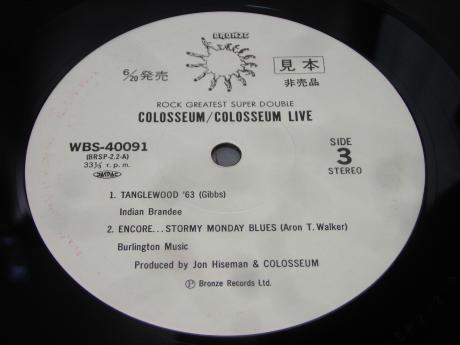 BRONZE
6/20 発売
見本
非売品
ROCK GREATEST SUPER DOUBLE
COLOSSEUM/COLOSSEUM LIVE
WBS-40091
(BRSP-2.2-A)
33⅓ r. p. m.
SIDE
3
STEREO
1. TANGLEWOOD '63 (Gibbs)
Indian Brandee
2. ENCORE...STORMY MONDAY BLUES (Aron T. Walker)
Burlington Music
Produced by Jon Hiseman & COLOSSEUM
Ⓟ Bronze Records Ltd.